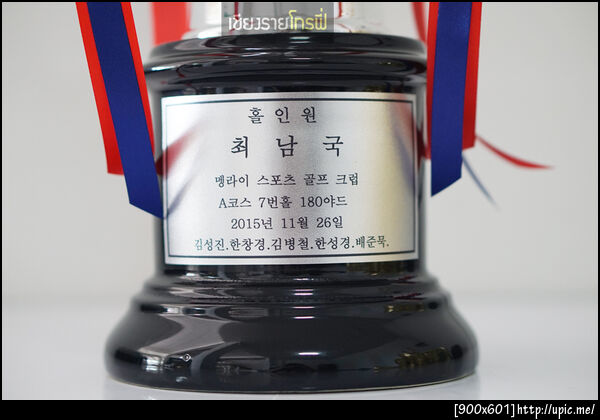 เชียงรายโทรฟี่
홀인원
최남국
멩라이 스포츠 골프 크럽
A코스 7번홀 180야드
2015년 11월 26일
김성진.한창경.김병철.한성경.배준묵.
[900x601]http://upic.me/